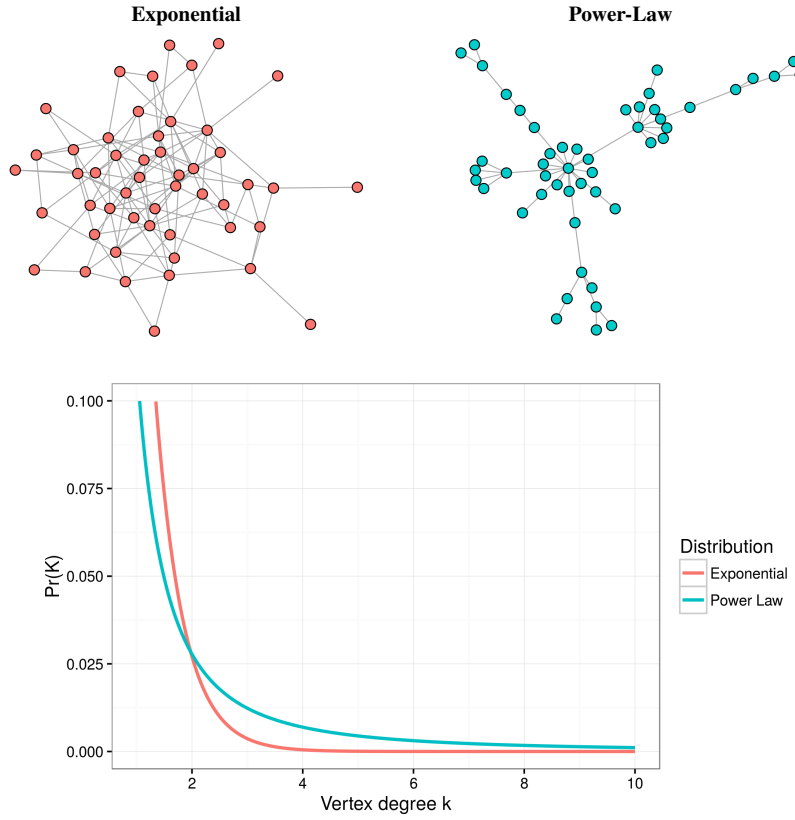 Exponential
Power-Law
0.100
0.075
0.050
0.025
0.000
Pr(K)
2 4 6 8 10
Vertex degree k
Distribution
Exponential
Power Law